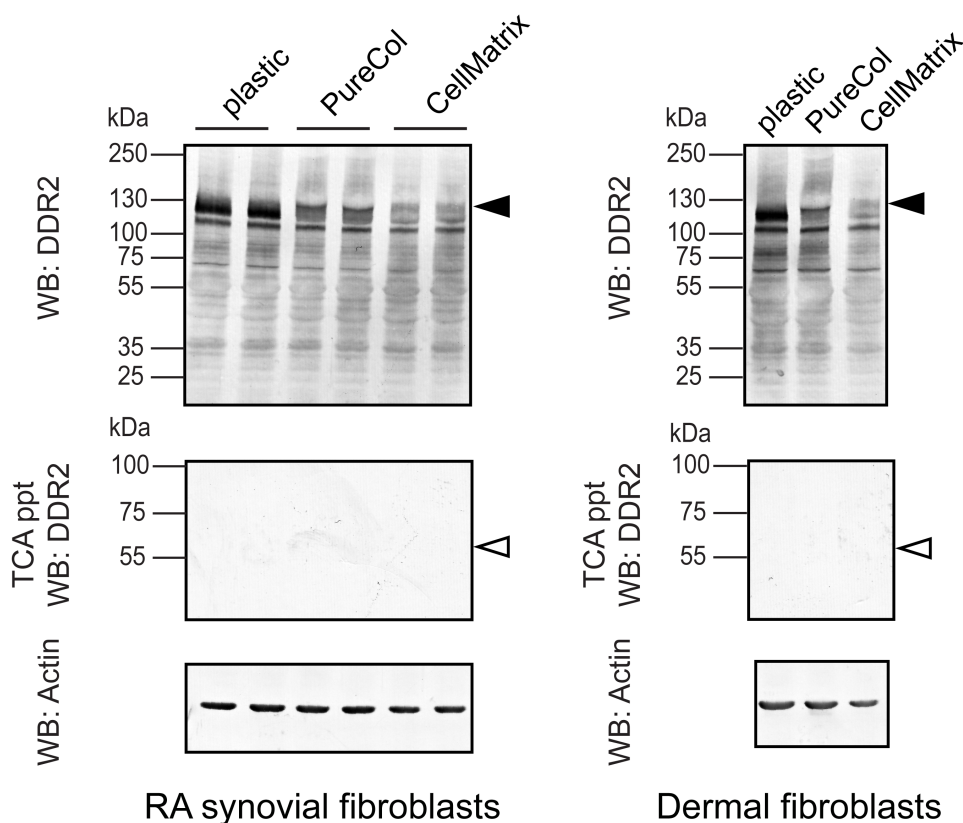 plastic PureCol CellMatrix
kDa
250
130
100
75
55
35
25
WB: DDR2
kDa
100
75
55
TCA ppt
WB: DDR2
WB: Actin
RA synovial fibroblasts
plastic PureCol CellMatrix
kDa
250
130
100
75
55
35
25
WB: DDR2
kDa
100
75
55
TCA ppt
WB: DDR2
WB: Actin
Dermal fibroblasts